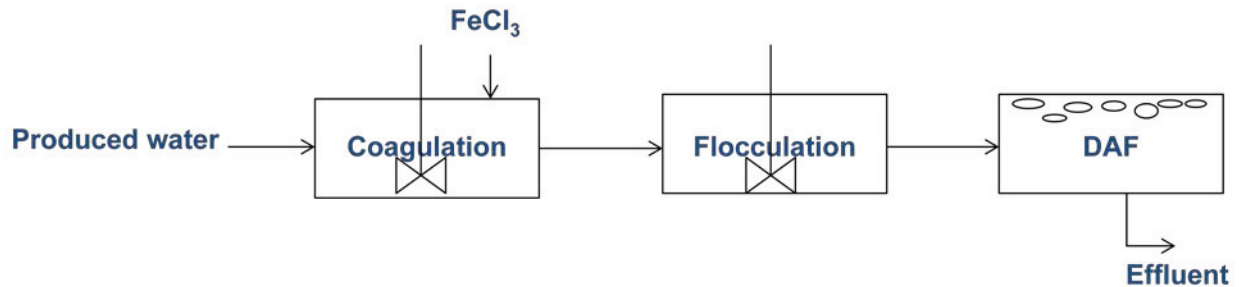 FeCl₃
Produced water
Coagulation
Flocculation
DAF
Effluent